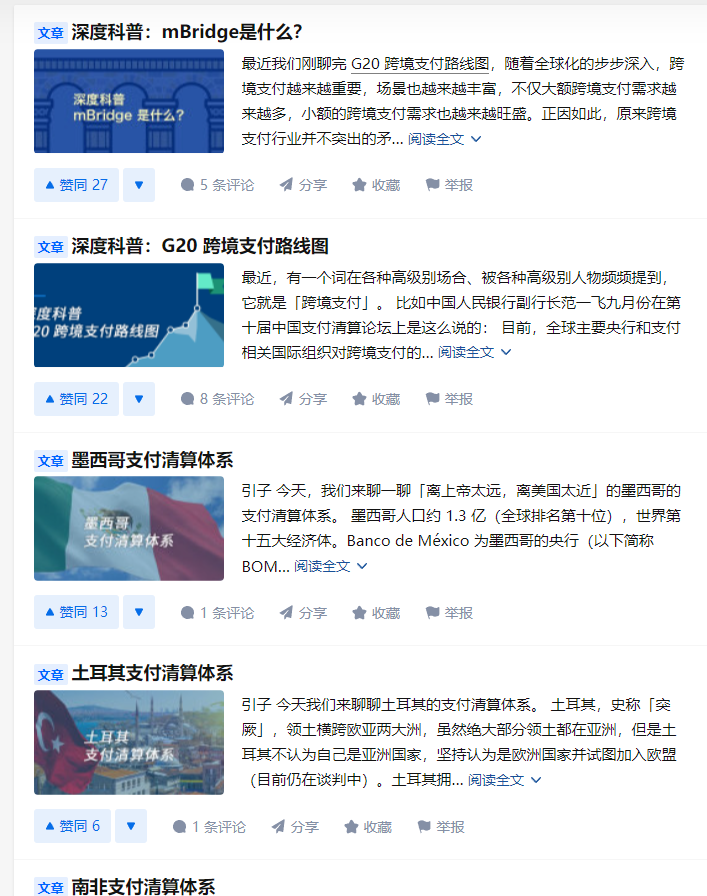 文章 深度科普：mBridge是什么？
深度科普
mBridge 是什么？
最近我们刚聊完 G20 跨境支付路线图，随着全球化的步步深入，跨
境支付越来越重要，场景也越来越丰富，不仅大额跨境支付需求越
来越多，小额的跨境支付需求也越来越旺盛。正因如此，原来跨境
支付行业并不突出的矛... 阅读全文
赞同 27 5 条评论 分享 收藏 举报
文章 深度科普：G20 跨境支付路线图
度科普
20 跨境支付路线图
最近，有一个词在各种高级别场合、被各种高级别人物频频提到，
它就是「跨境支付」。 比如中国人民银行副行长范一飞九月份在第
十届中国支付清算论坛上是这么说的： 目前，全球主要央行和支付
相关国际组织对跨境支付的... 阅读全文
赞同 22 8 条评论 分享 收藏 举报
文章 墨西哥支付清算体系
墨西哥
支付清算体系
引子 今天，我们来聊一聊「离上帝太远，离美国太近」的墨西哥的
支付清算体系。 墨西哥人口约 1.3 亿（全球排名第十位），世界第
十五大经济体。Banco de México 为墨西哥的央行（以下简称
BOM... 阅读全文
赞同 13 1 条评论 分享 收藏 举报
文章 土耳其支付清算体系
土耳其
支付清算体系
引子 今天我们来聊聊土耳其的支付清算体系。 土耳其，史称「突
厥」，领土横跨欧亚两大洲，虽然绝大部分领土都在亚洲，但是土
耳其不认为自己是亚洲国家，坚持认为是欧洲国家并试图加入欧盟
（目前仍在谈判中）。土耳其拥... 阅读全文
赞同 6 1 条评论 分享 收藏 举报
文章 南非支付清算体系